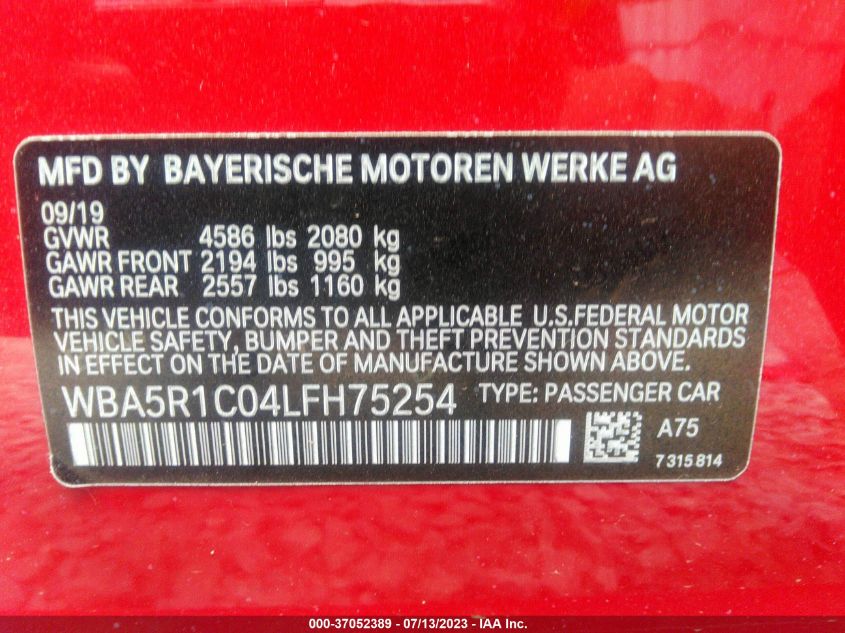 MFD BY BAYERISCHE MOTOREN WERKE AG
09/19
GVWR 4586 lbs 2080 kg
GAWR FRONT 2194 lbs 995 kg
GAWR REAR 2557 lbs 1160 kg
THIS VEHICLE CONFORMS TO ALL APPLICABLE U.S.FEDERAL MOTOR
VEHICLE SAFETY, BUMPER AND THEFT PREVENTION STANDARDS
IN EFFECT ON THE DATE OF MANUFACTURE SHOWN ABOVE.
WBA5R1C04LFH75254 TYPE: PASSENGER CAR
A75
7315814
000-37052389 - 07/13/2023 - IAA Inc.